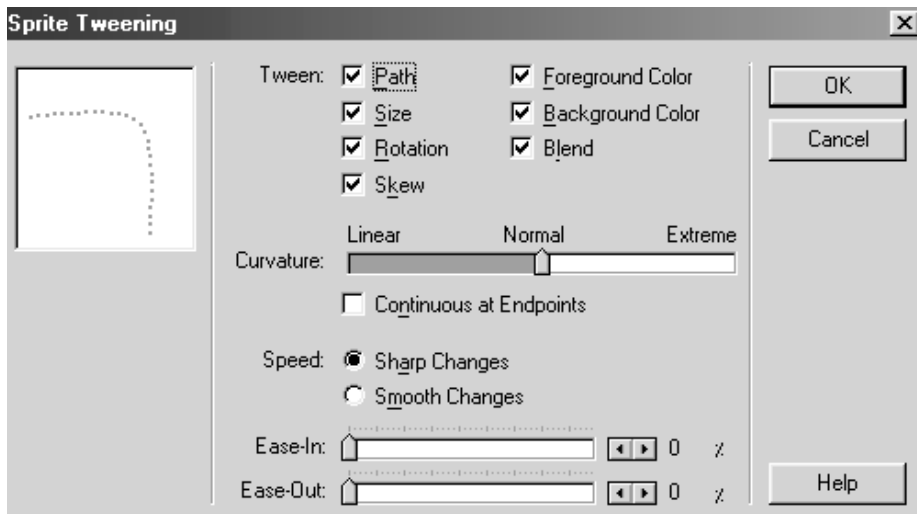 Sprite Tweening
Tween: Path Foreground Color OK
Size Background Color
Rotation Blend Cancel
Skew
Linear Normal Extreme
Curvature:
Continuous at Endpoints
Speed: Sharp Changes
Smooth Changes
Ease-In: 0 %
Ease-Out: 0 %
Help